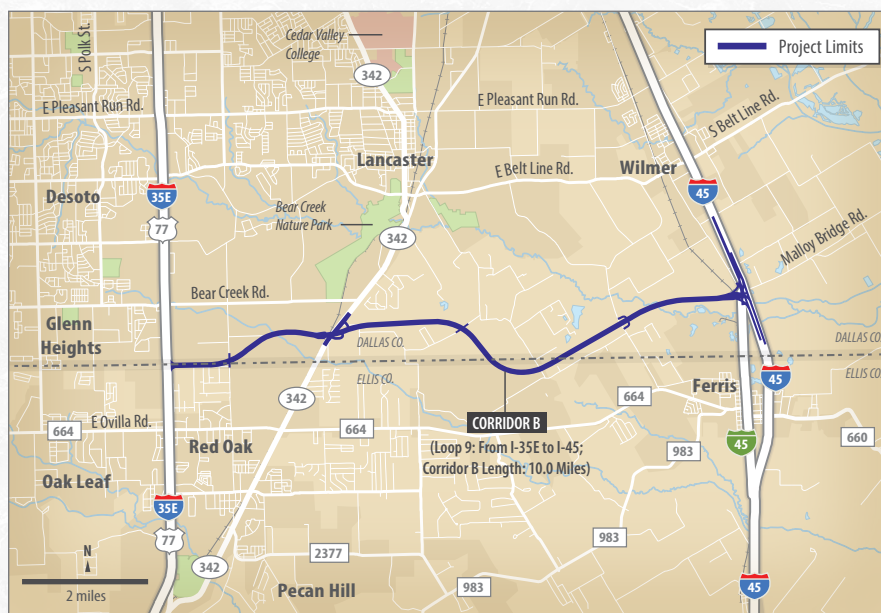 Cedar Valley
College
S Polk St.
342
Project Limits
E Pleasant Run Rd.
E Pleasant Run Rd.
S Belt Line Rd.
Lancaster
Wilmer
E Belt Line Rd.
35E
45
Desoto
77
Bear Creek
Nature Park
342
Malloy Bridge Rd.
Bear Creek Rd.
Glenn
Heights
DALLAS CO.
DALLAS CO.
ELLIS CO.
ELLIS CO.
45
342
664
Ferris
CORRIDOR B
E Ovilla Rd.
664
664
Red Oak
(Loop 9: From I-35E to I-45;
Corridor B Length: 10.0 Miles)
983
45
660
Oak Leaf
35E
77
983
N
2377
342
2 miles
Pecan Hill
983
45